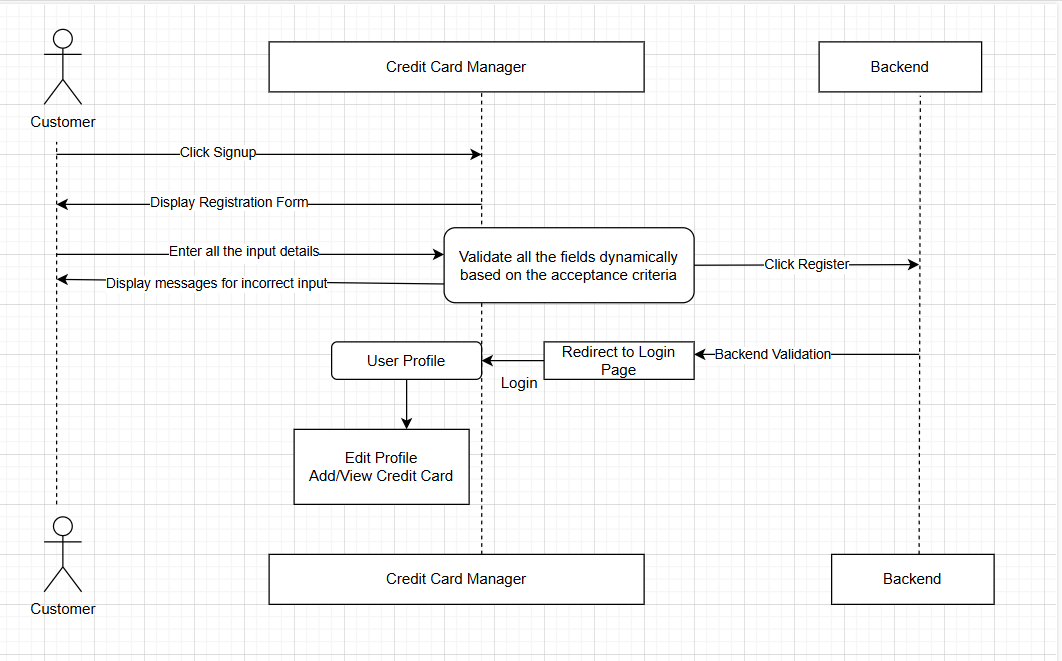 Credit Card Manager
Backend
Customer
Click Signup
Display Registration Form
Enter all the input details
Validate all the fields dynamically
based on the acceptance criteria
Click Register
Display messages for incorrect input
User Profile
Redirect to Login
Page
Backend Validation
Login
Edit Profile
Add/View Credit Card
Credit Card Manager
Backend
Customer